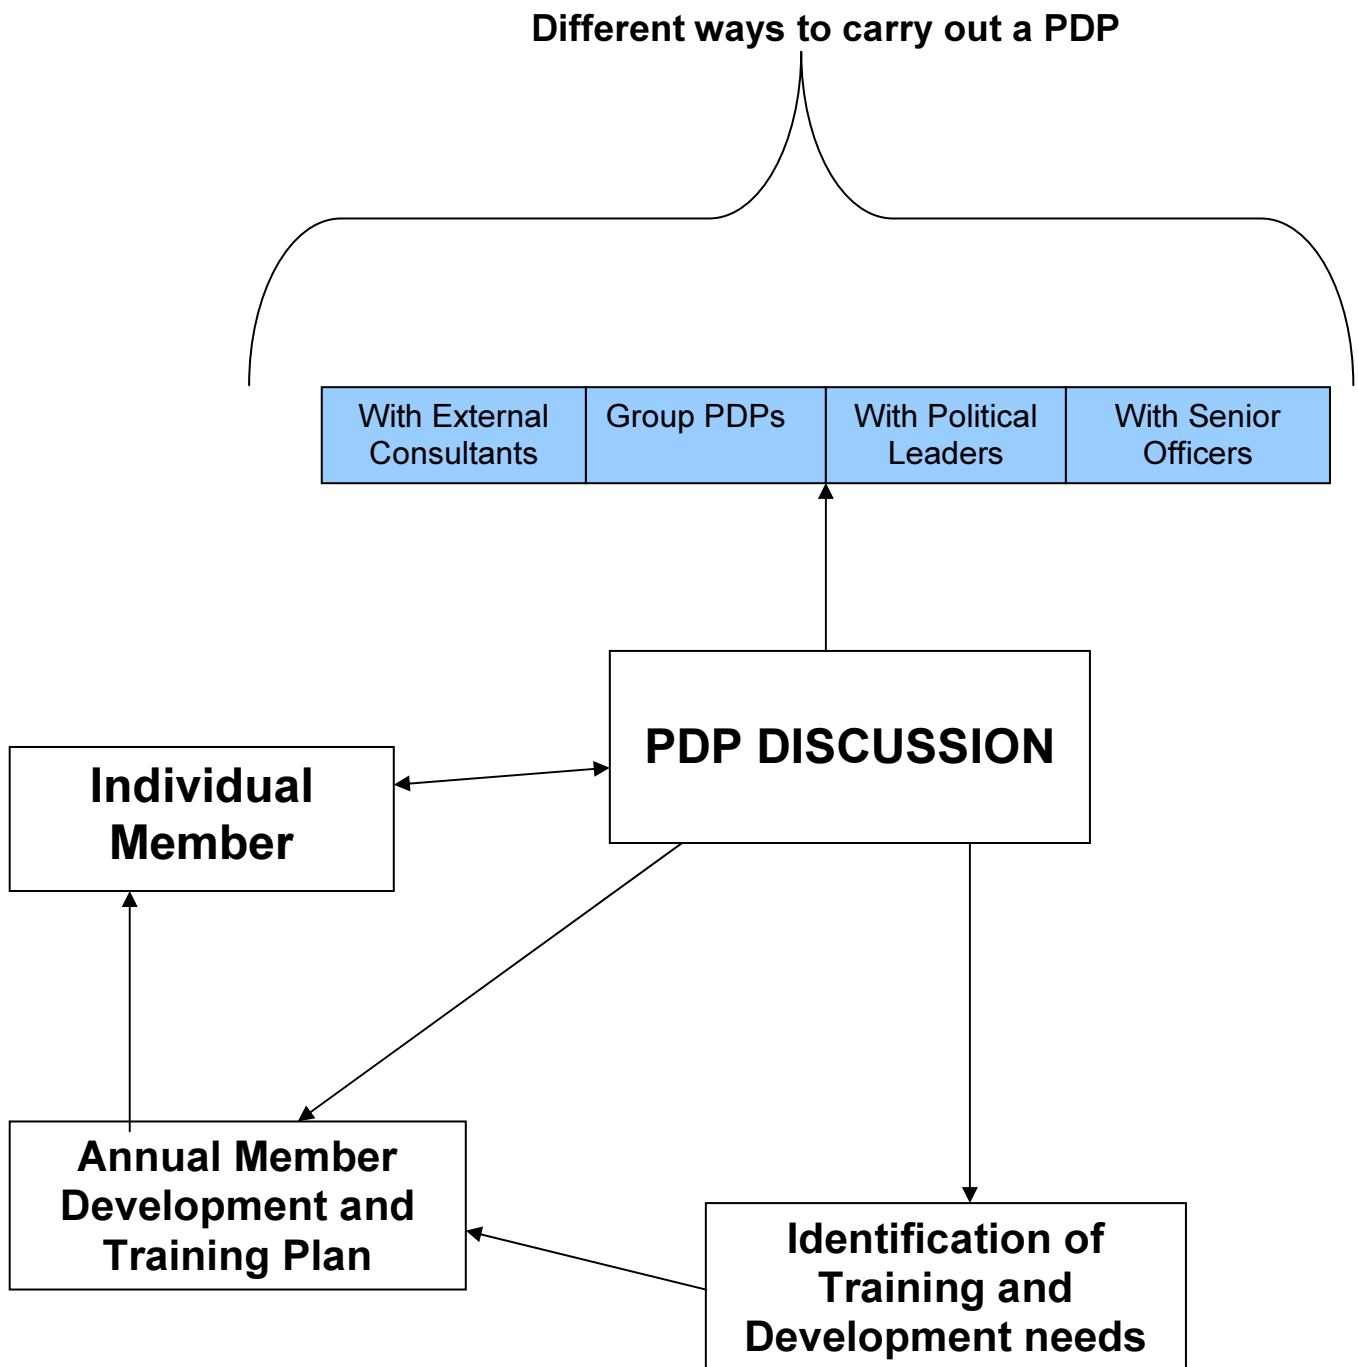 Different ways to carry out a PDP
With External
Consultants
Group PDPs
With Political
Leaders
With Senior
Officers
PDP DISCUSSION
Individual
Member
Annual Member
Development and
Training Plan
Identification of
Training and
Development needs